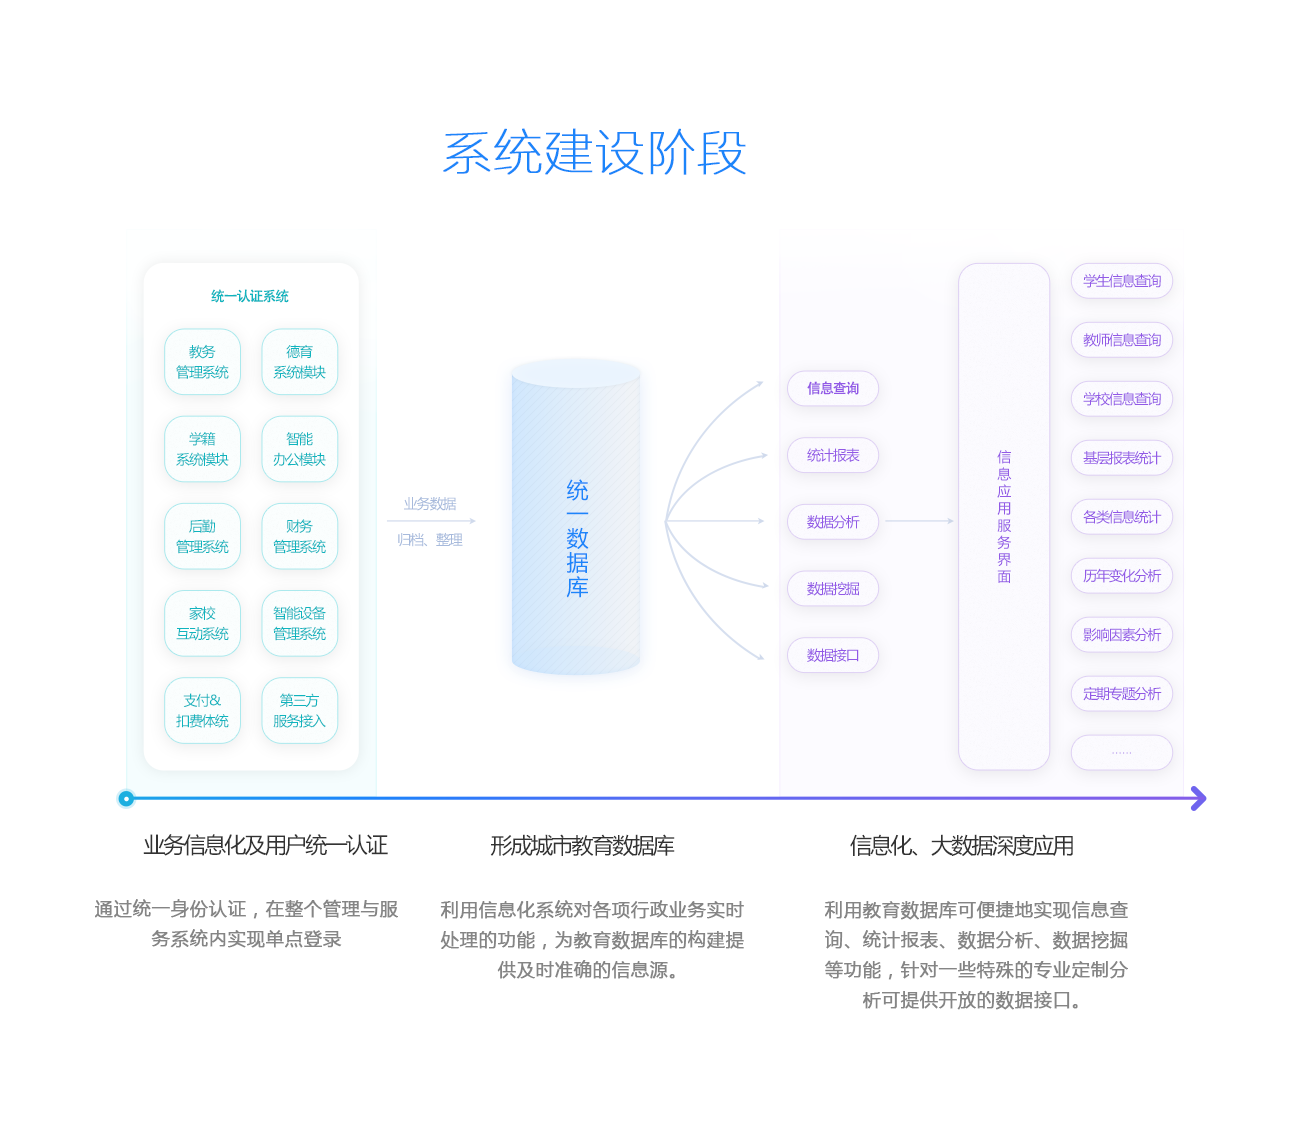 系统建设阶段
统一认证系统
教务
管理系统
德育
系统模块
学籍
系统模块
智能
办公模块
后勤
管理系统
财务
管理系统
家校
互动系统
智能设备
管理系统
支付&
扣费体统
第三方
服务接入
业务数据
归档、整理
统一数据库
信息查询
统计报表
数据分析
数据挖掘
数据接口
信息应用服务界面
学生信息查询
教师信息查询
学校信息查询
基层报表统计
各类信息统计
历年变化分析
影响因素分析
定期专题分析
······
业务信息化及用户统一认证
通过统一身份认证，在整个管理与服
务系统内实现单点登录
形成城市教育数据库
利用信息化系统对各项行政业务实时
处理的功能，为教育数据库的构建提
供及时准确的信息源。
信息化、大数据深度应用
利用教育数据库可便捷地实现信息查
询、统计报表、数据分析、数据挖掘
等功能，针对一些特殊的专业定制分
析可提供开放的数据接口。